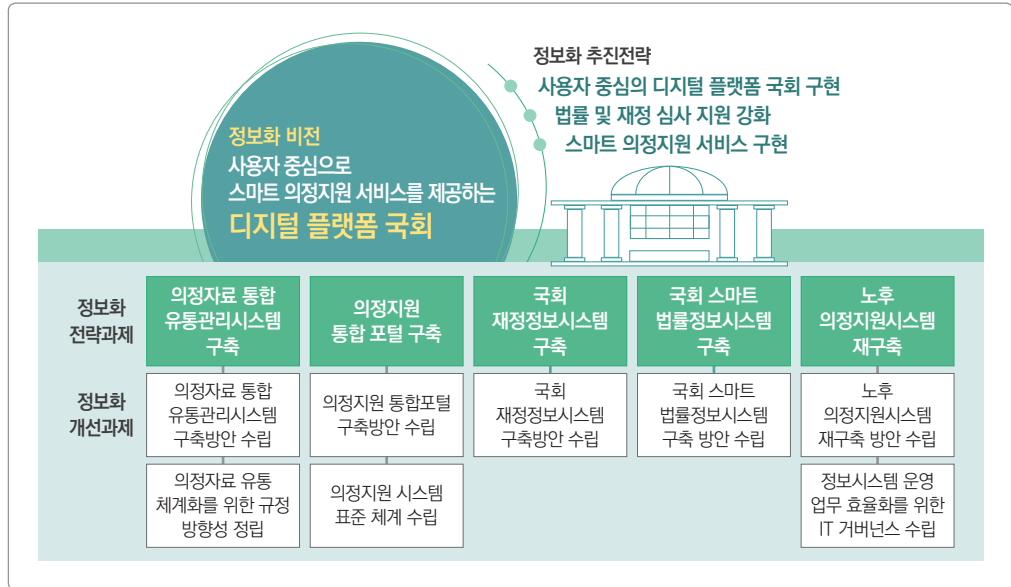 정보화 추진전략
사용자 중심의 디지털 플랫폼 국회 구현
법률 및 재정 심사 지원 강화
스마트 의정지원 서비스 구현
정보화 비전
사용자 중심으로
스마트 의정지원 서비스를 제공하는
디지털 플랫폼 국회
정보화
전략과제
의정자료 통합
유통관리시스템
구축
의정지원
통합 포털 구축
국회
재정정보시스템
구축
국회 스마트
법률정보시스템
구축
노후
의정지원시스템
재구축
정보화
개선과제
의정자료 통합
유통관리시스템
구축방안 수립
의정지원 통합포털
구축방안 수립
국회
재정정보시스템
구축방안 수립
국회 스마트
법률정보시스템
구축 방안 수립
노후
의정지원시스템
재구축 방안 수립
의정자료 유통
체계화를 위한 규정
방향성 정립
의정지원 시스템
표준 체계 수립
정보시스템 운영
업무 효율화를 위한
IT 거버넌스 수립